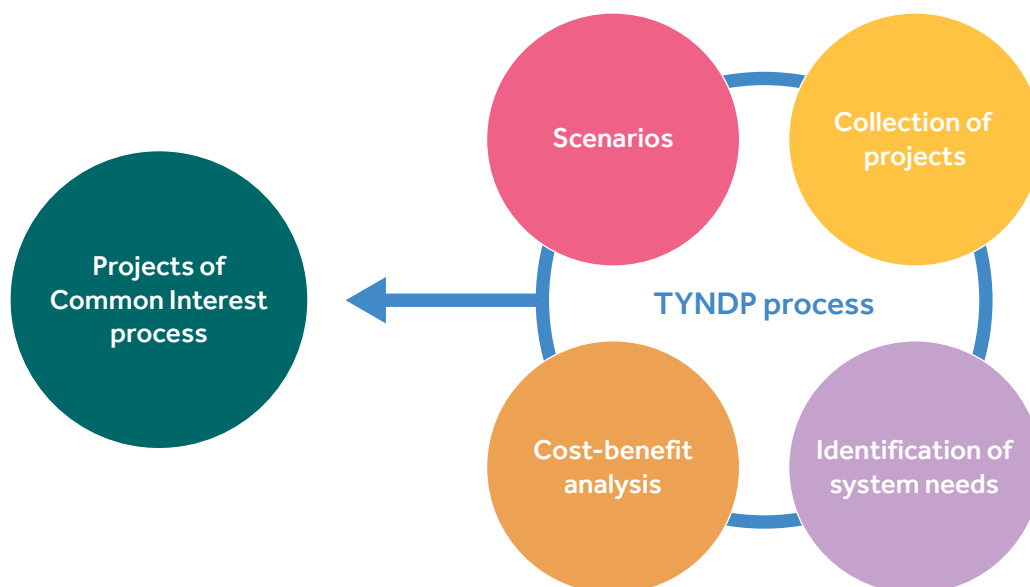 Scenarios
Collection of
projects
Projects of
Common Interest
process
TYNDP process
Cost-benefit
analysis
Identification of
system needs